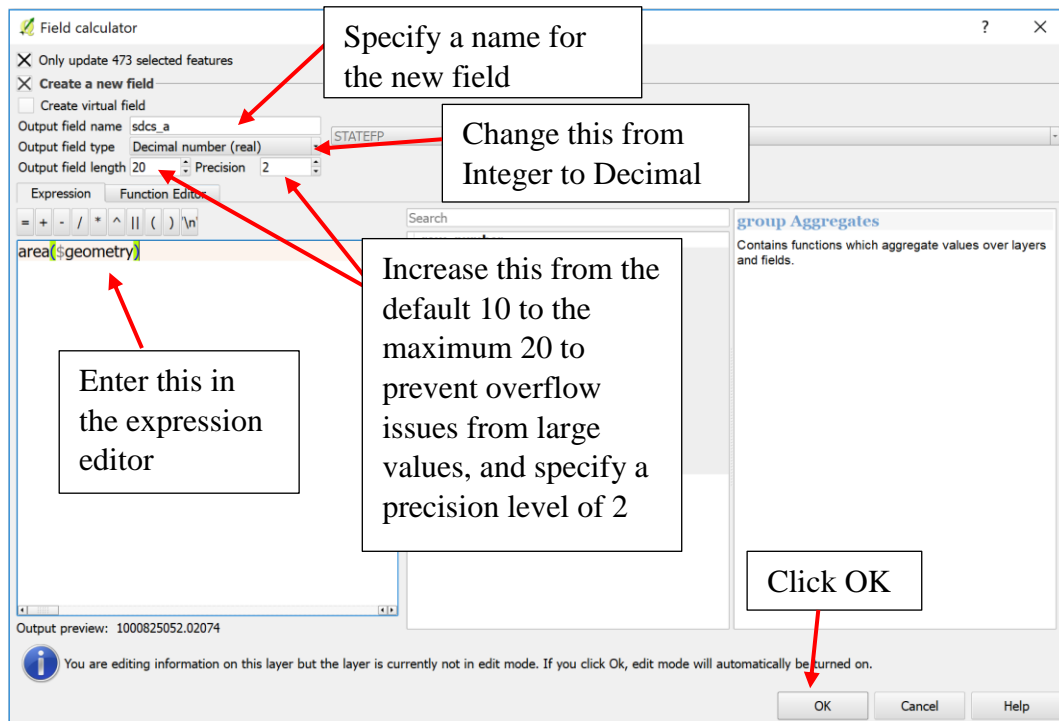 Field calculator
?
Only update 473 selected features
Create a new field
Create virtual field
Output field name sdcs_a
Output field type Decimal number (real)
Output field length 20 Precision 2
STATEFP
Specify a name for
the new field
Change this from
Integer to Decimal
Expression Function Editor
= + - / * ^ || ( ) '\n'
area($geometry)
Search
group Aggregates
Contains functions which aggregate values over layers
and fields.
Increase this from the
default 10 to the
maximum 20 to
prevent overflow
issues from large
values, and specify a
precision level of 2
Enter this in
the expression
editor
Click OK
Output preview: 1000825052.02074
You are editing information on this layer but the layer is currently not in edit mode. If you click Ok, edit mode will automatically be turned on.
OK Cancel Help